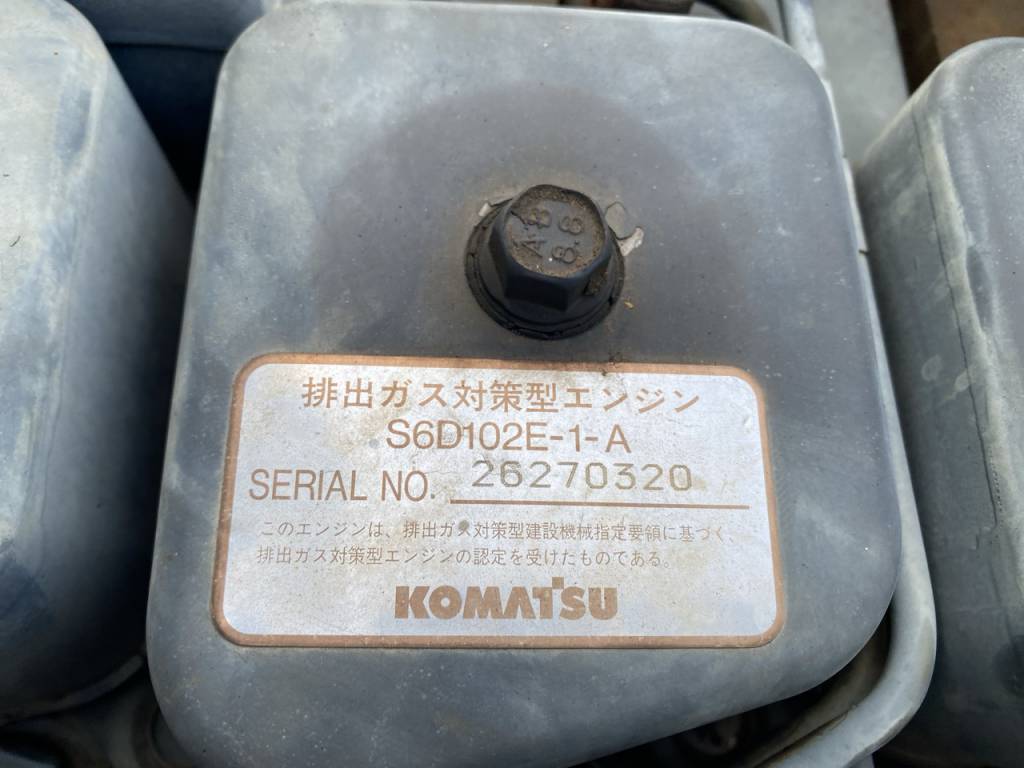 AB
8.8
排出ガス対策型エンジン
S6D102E-1-A
SERIAL NO. 26270320
このエンジンは、排出ガス対策型建設機械指定要領に基づく、
排出ガス対策型エンジンの認定を受けたものである。
KOMATSU